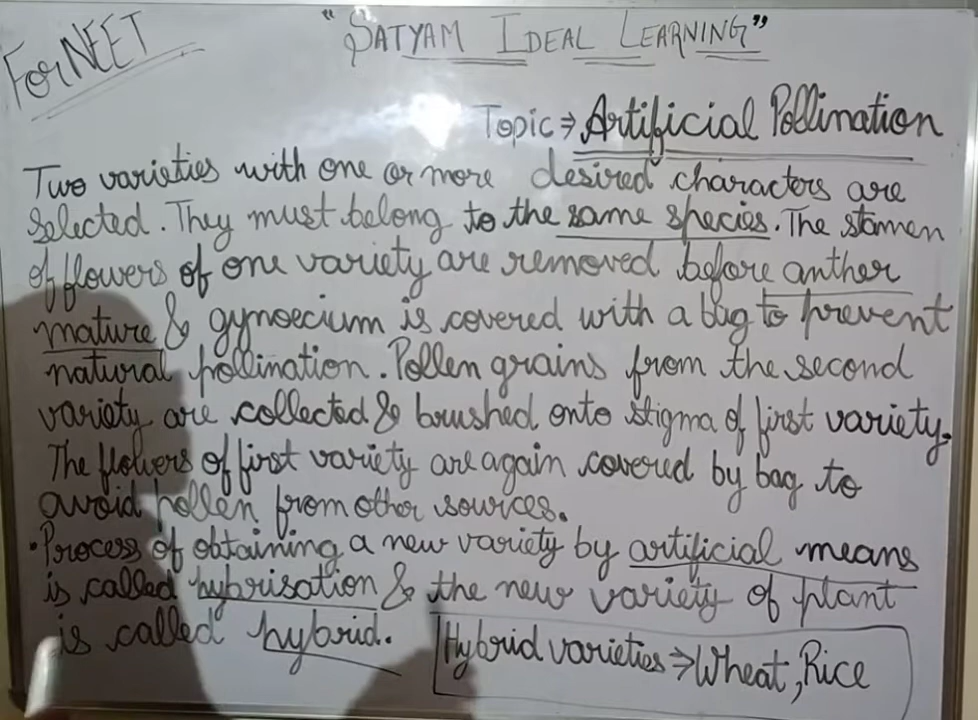 For NEET
"SATYAM IDEAL LEARNING"
Topic ⇒ Artificial Pollination
Two varieties with one or more desired characters are
selected. They must belong to the same species. The stamen
of flowers of one variety are removed before anther
mature & gynoecium is covered with a bag to prevent
natural pollination. Pollen grains from the second
variety are collected & brushed onto stigma of first variety.
The flowers of first variety are again covered by bag to
avoid pollen from other sources.
• Process of obtaining a new variety by artificial means
is called hybrisation & the new variety of plant
is called hybrid.
Hybrid varieties ⇒ Wheat, Rice